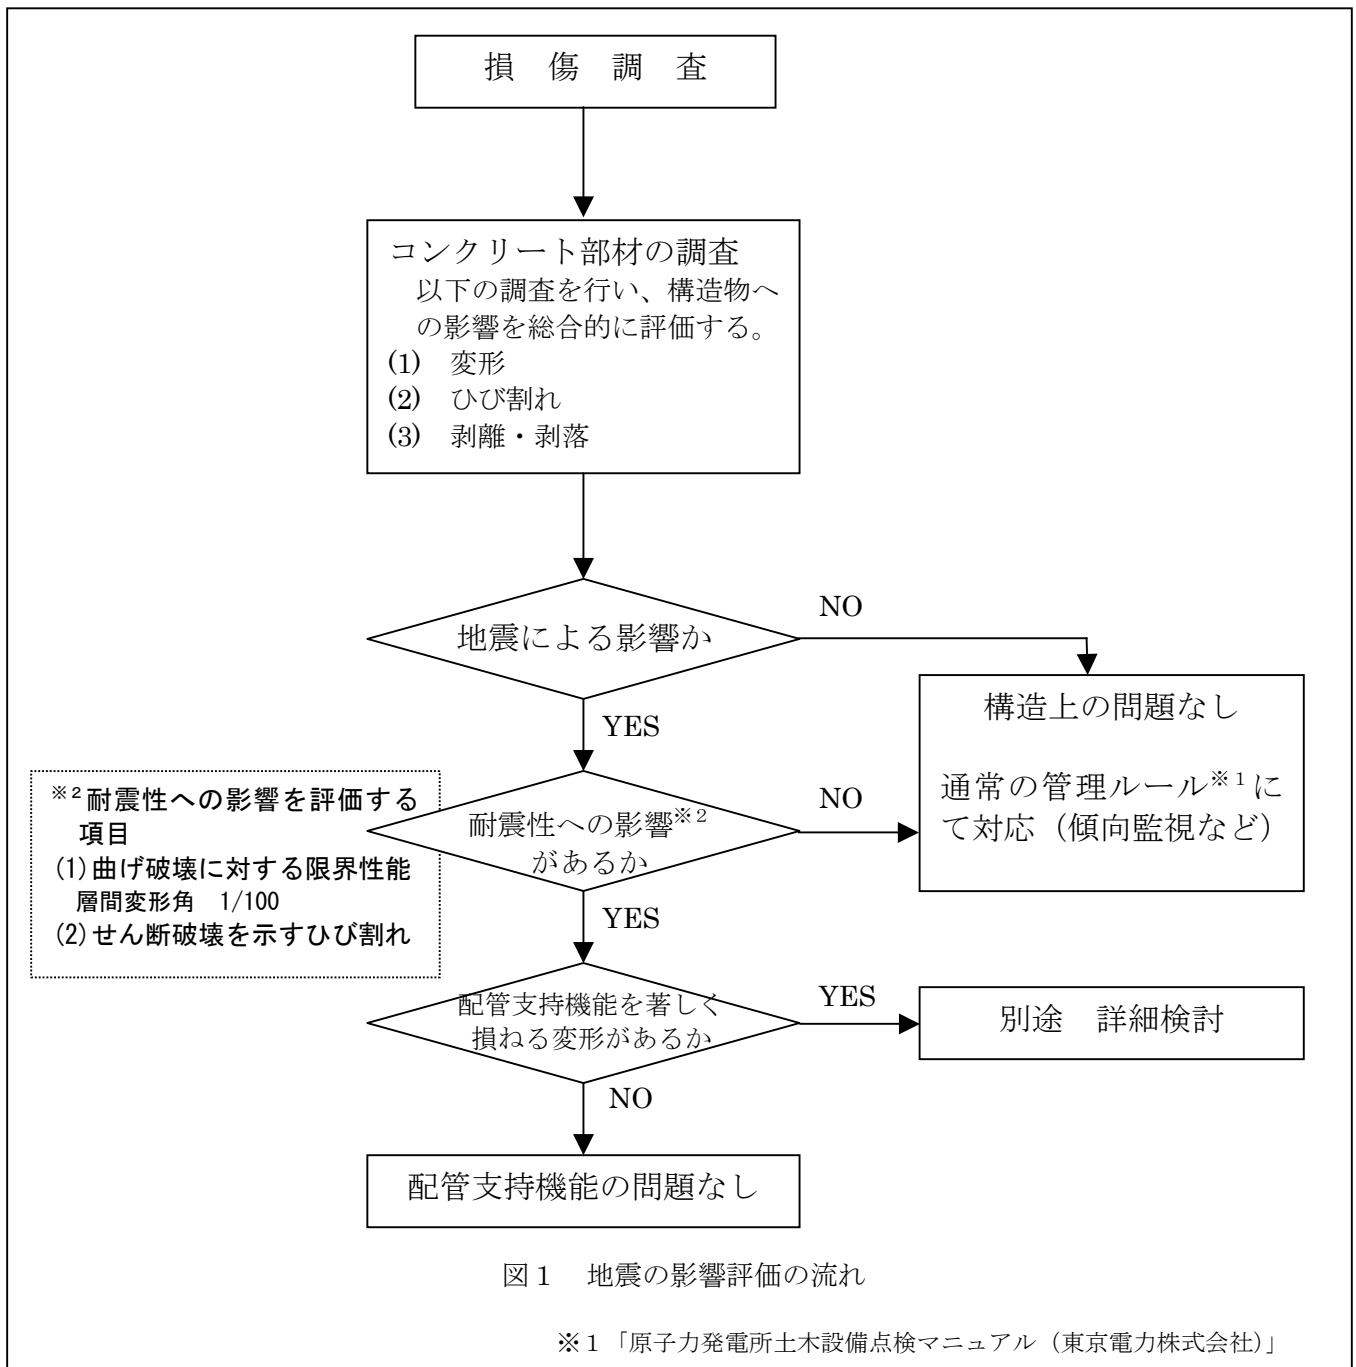 損 傷 調 査
コンクリート部材の調査
以下の調査を行い、構造物へ
の影響を総合的に評価する。
(1) 変形
(2) ひび割れ
(3) 剥離・剥落
地震による影響か
NO
YES
構造上の問題なし
通常の管理ルール※1に
て対応（傾向監視など）
※2耐震性への影響を評価する
項目
(1)曲げ破壊に対する限界性能
層間変形角 1/100
(2)せん断破壊を示すひび割れ
耐震性への影響※2
があるか
NO
YES
配管支持機能を著しく
損ねる変形があるか
YES
別途 詳細検討
NO
配管支持機能の問題なし
図1 地震の影響評価の流れ
※1「原子力発電所土木設備点検マニュアル（東京電力株式会社）」